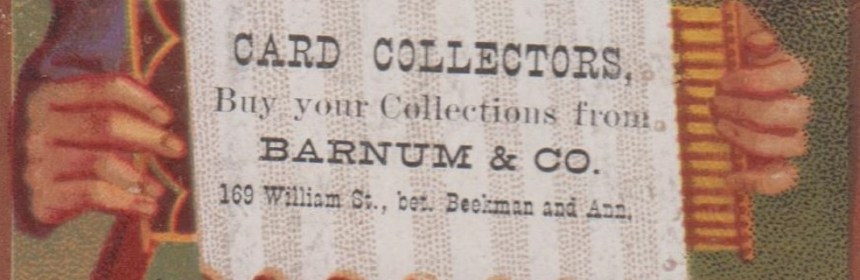 CARD COLLECTORS,
Buy your Collections from
BARNUM & CO.
169 William St., bet. Beekman and Ann.